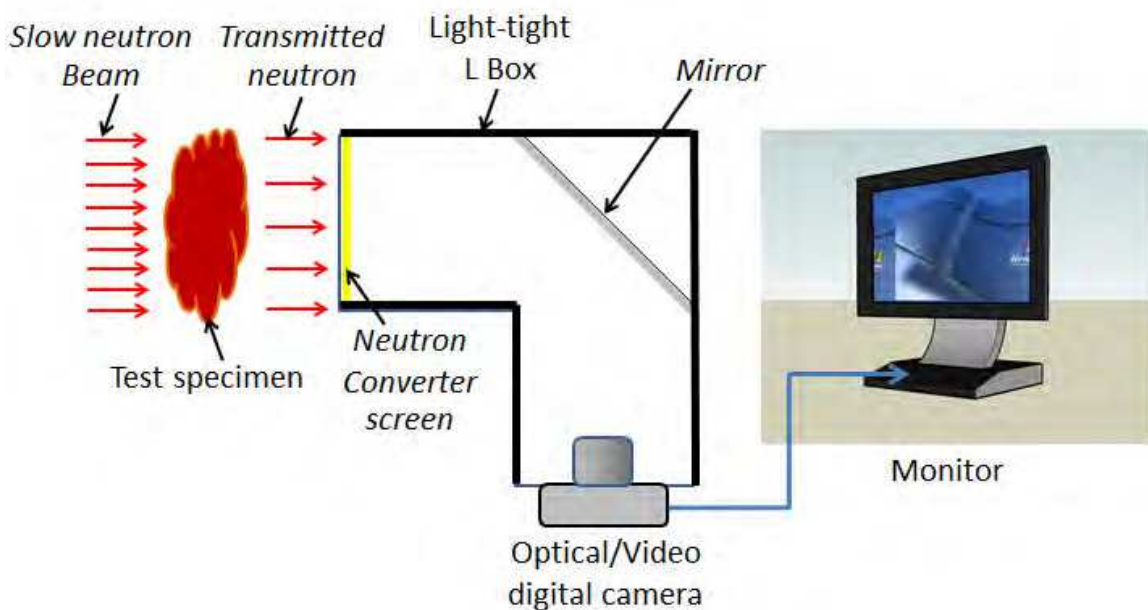 Slow neutron
Beam
Transmitted
neutron
Light-tight
L Box
Mirror
Test specimen
Neutron
Converter
screen
Monitor
Optical/Video
digital camera